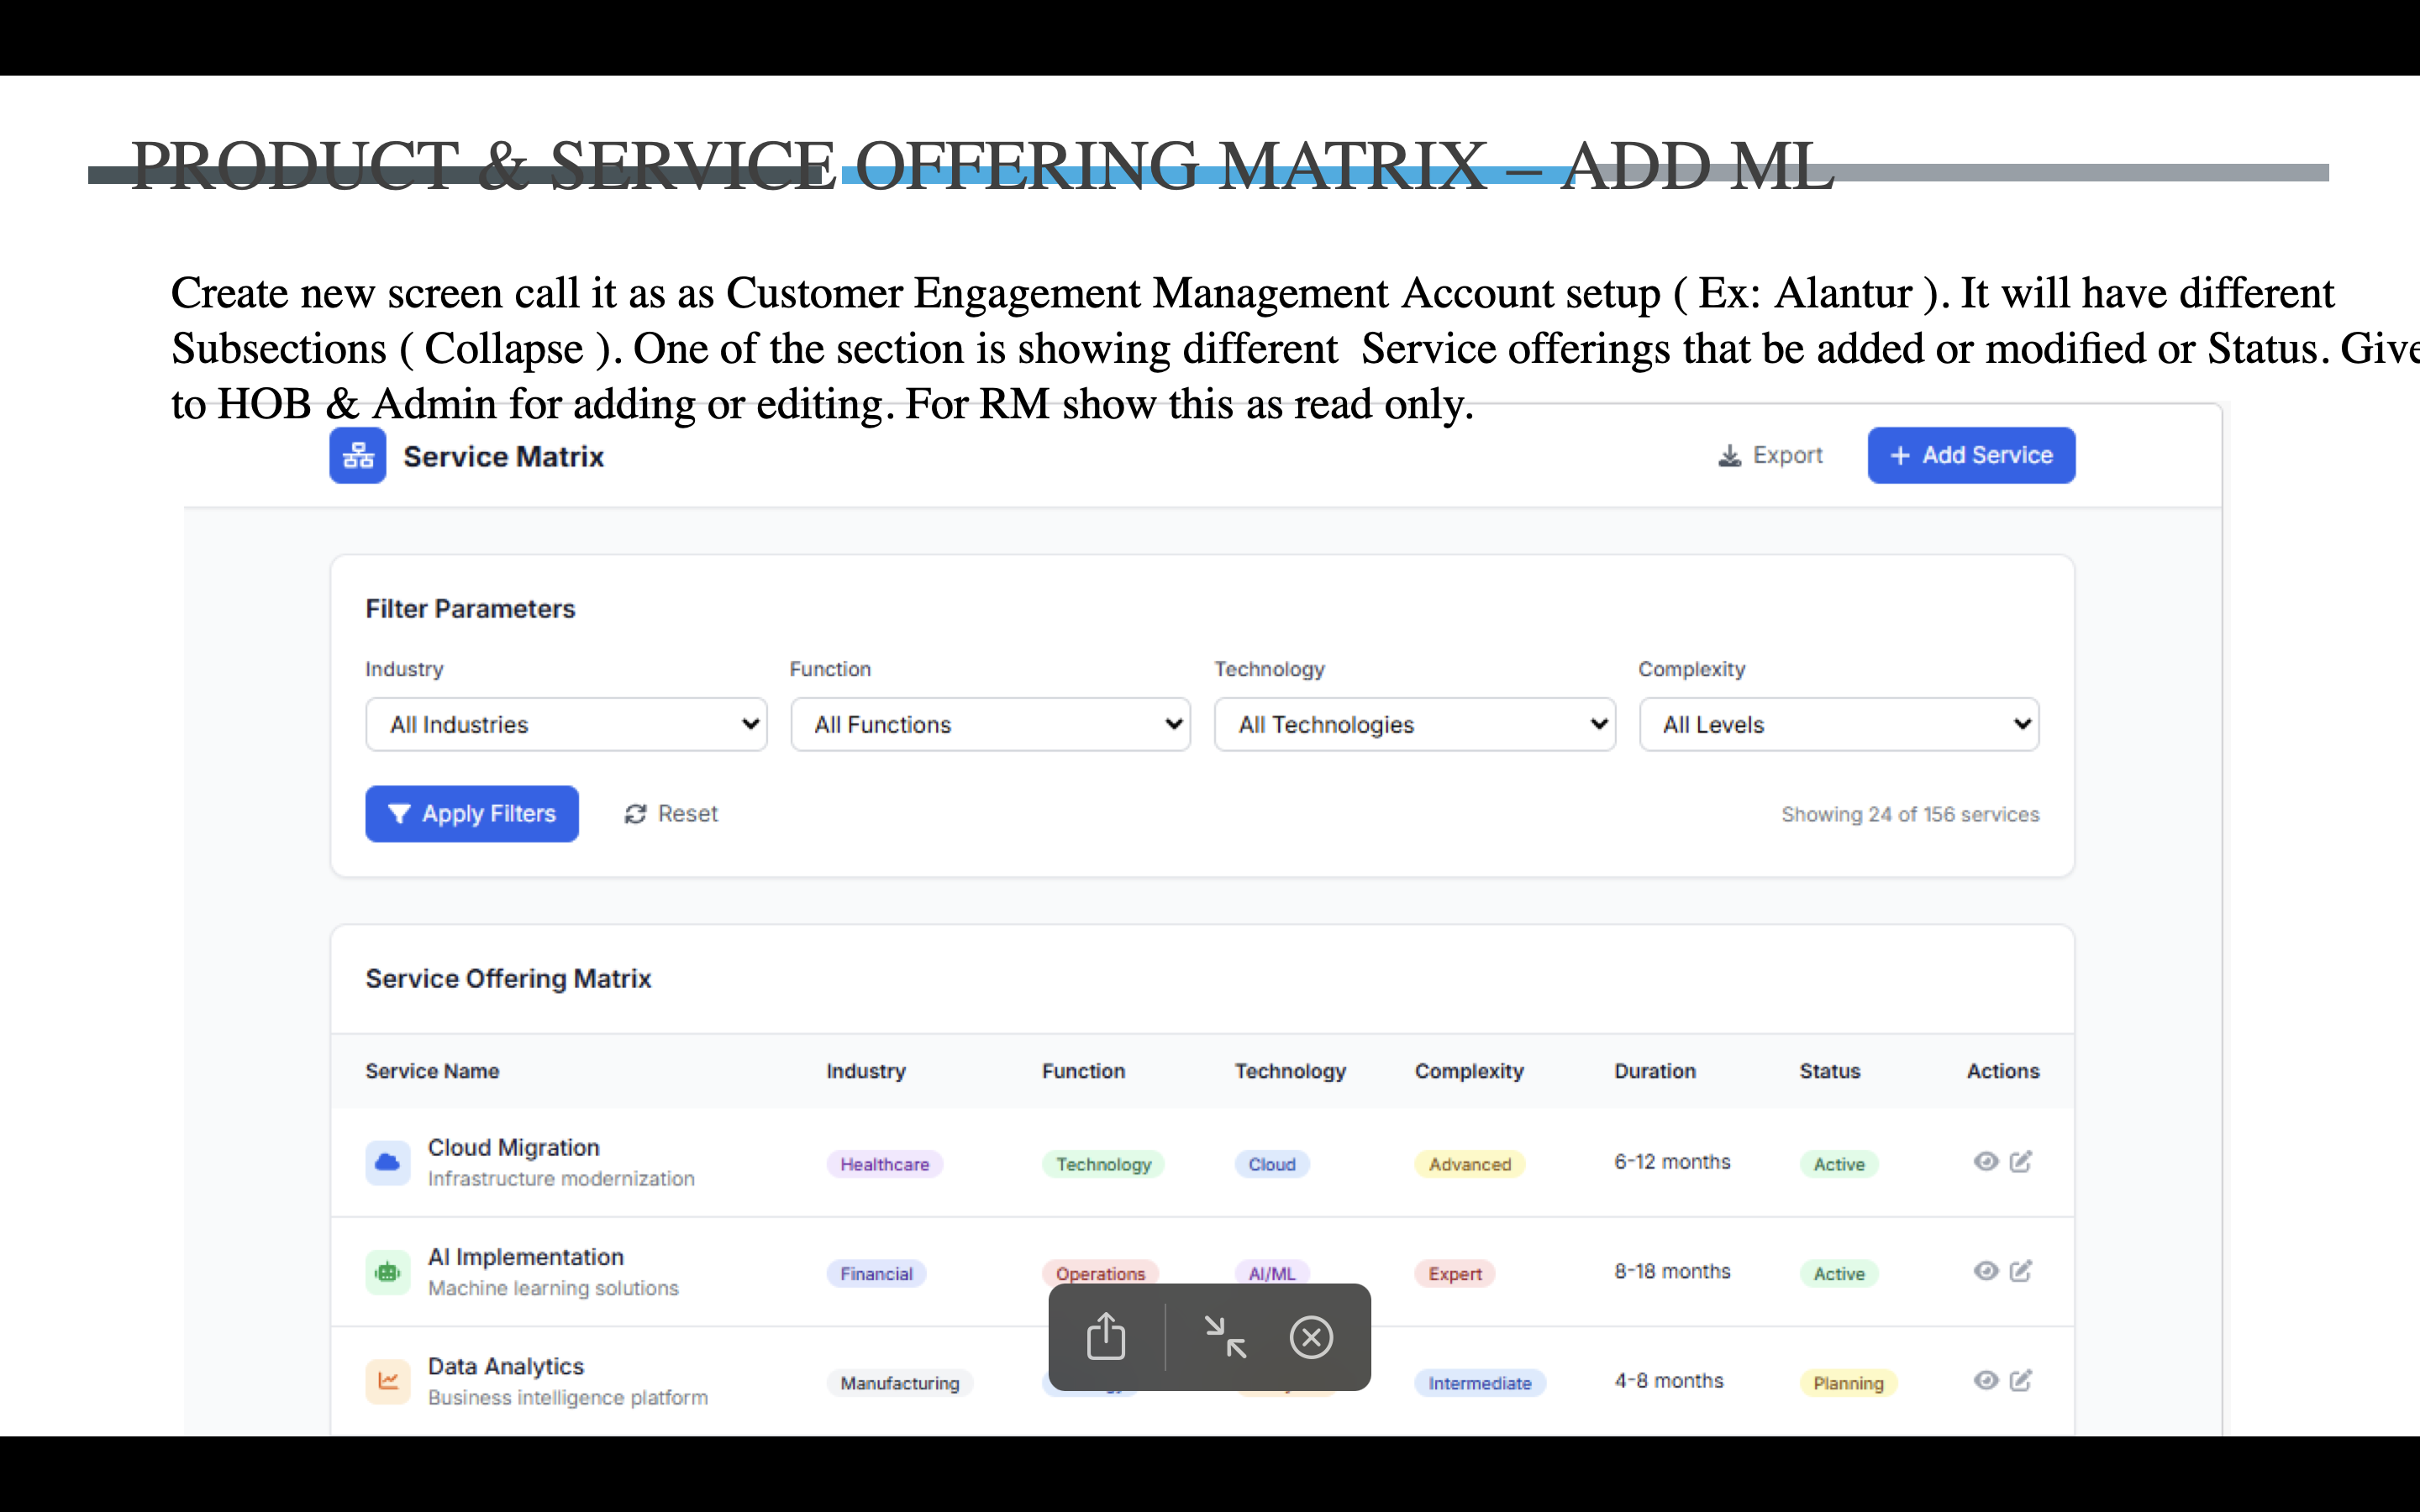 PRODUCT & SERVICE OFFERING MATRIX – ADD ML
Create new screen call it as as Customer Engagement Management Account setup ( Ex: Alantur ). It will have different
Subsections ( Collapse ). One of the section is showing different Service offerings that be added or modified or Status. Give
to HOB & Admin for adding or editing. For RM show this as read only.
Service Matrix
Export
+ Add Service
Filter Parameters
Industry Function Technology Complexity
All Industries All Functions All Technologies All Levels
Apply Filters Reset Showing 24 of 156 services
Service Offering Matrix
Service Name Industry Function Technology Complexity Duration Status Actions
Cloud Migration
Infrastructure modernization
Healthcare Technology Cloud Advanced 6-12 months Active
AI Implementation
Machine learning solutions
Financial Operations AI/ML Expert 8-18 months Active
Data Analytics
Business intelligence platform
Manufacturing Intermediate 4-8 months Planning